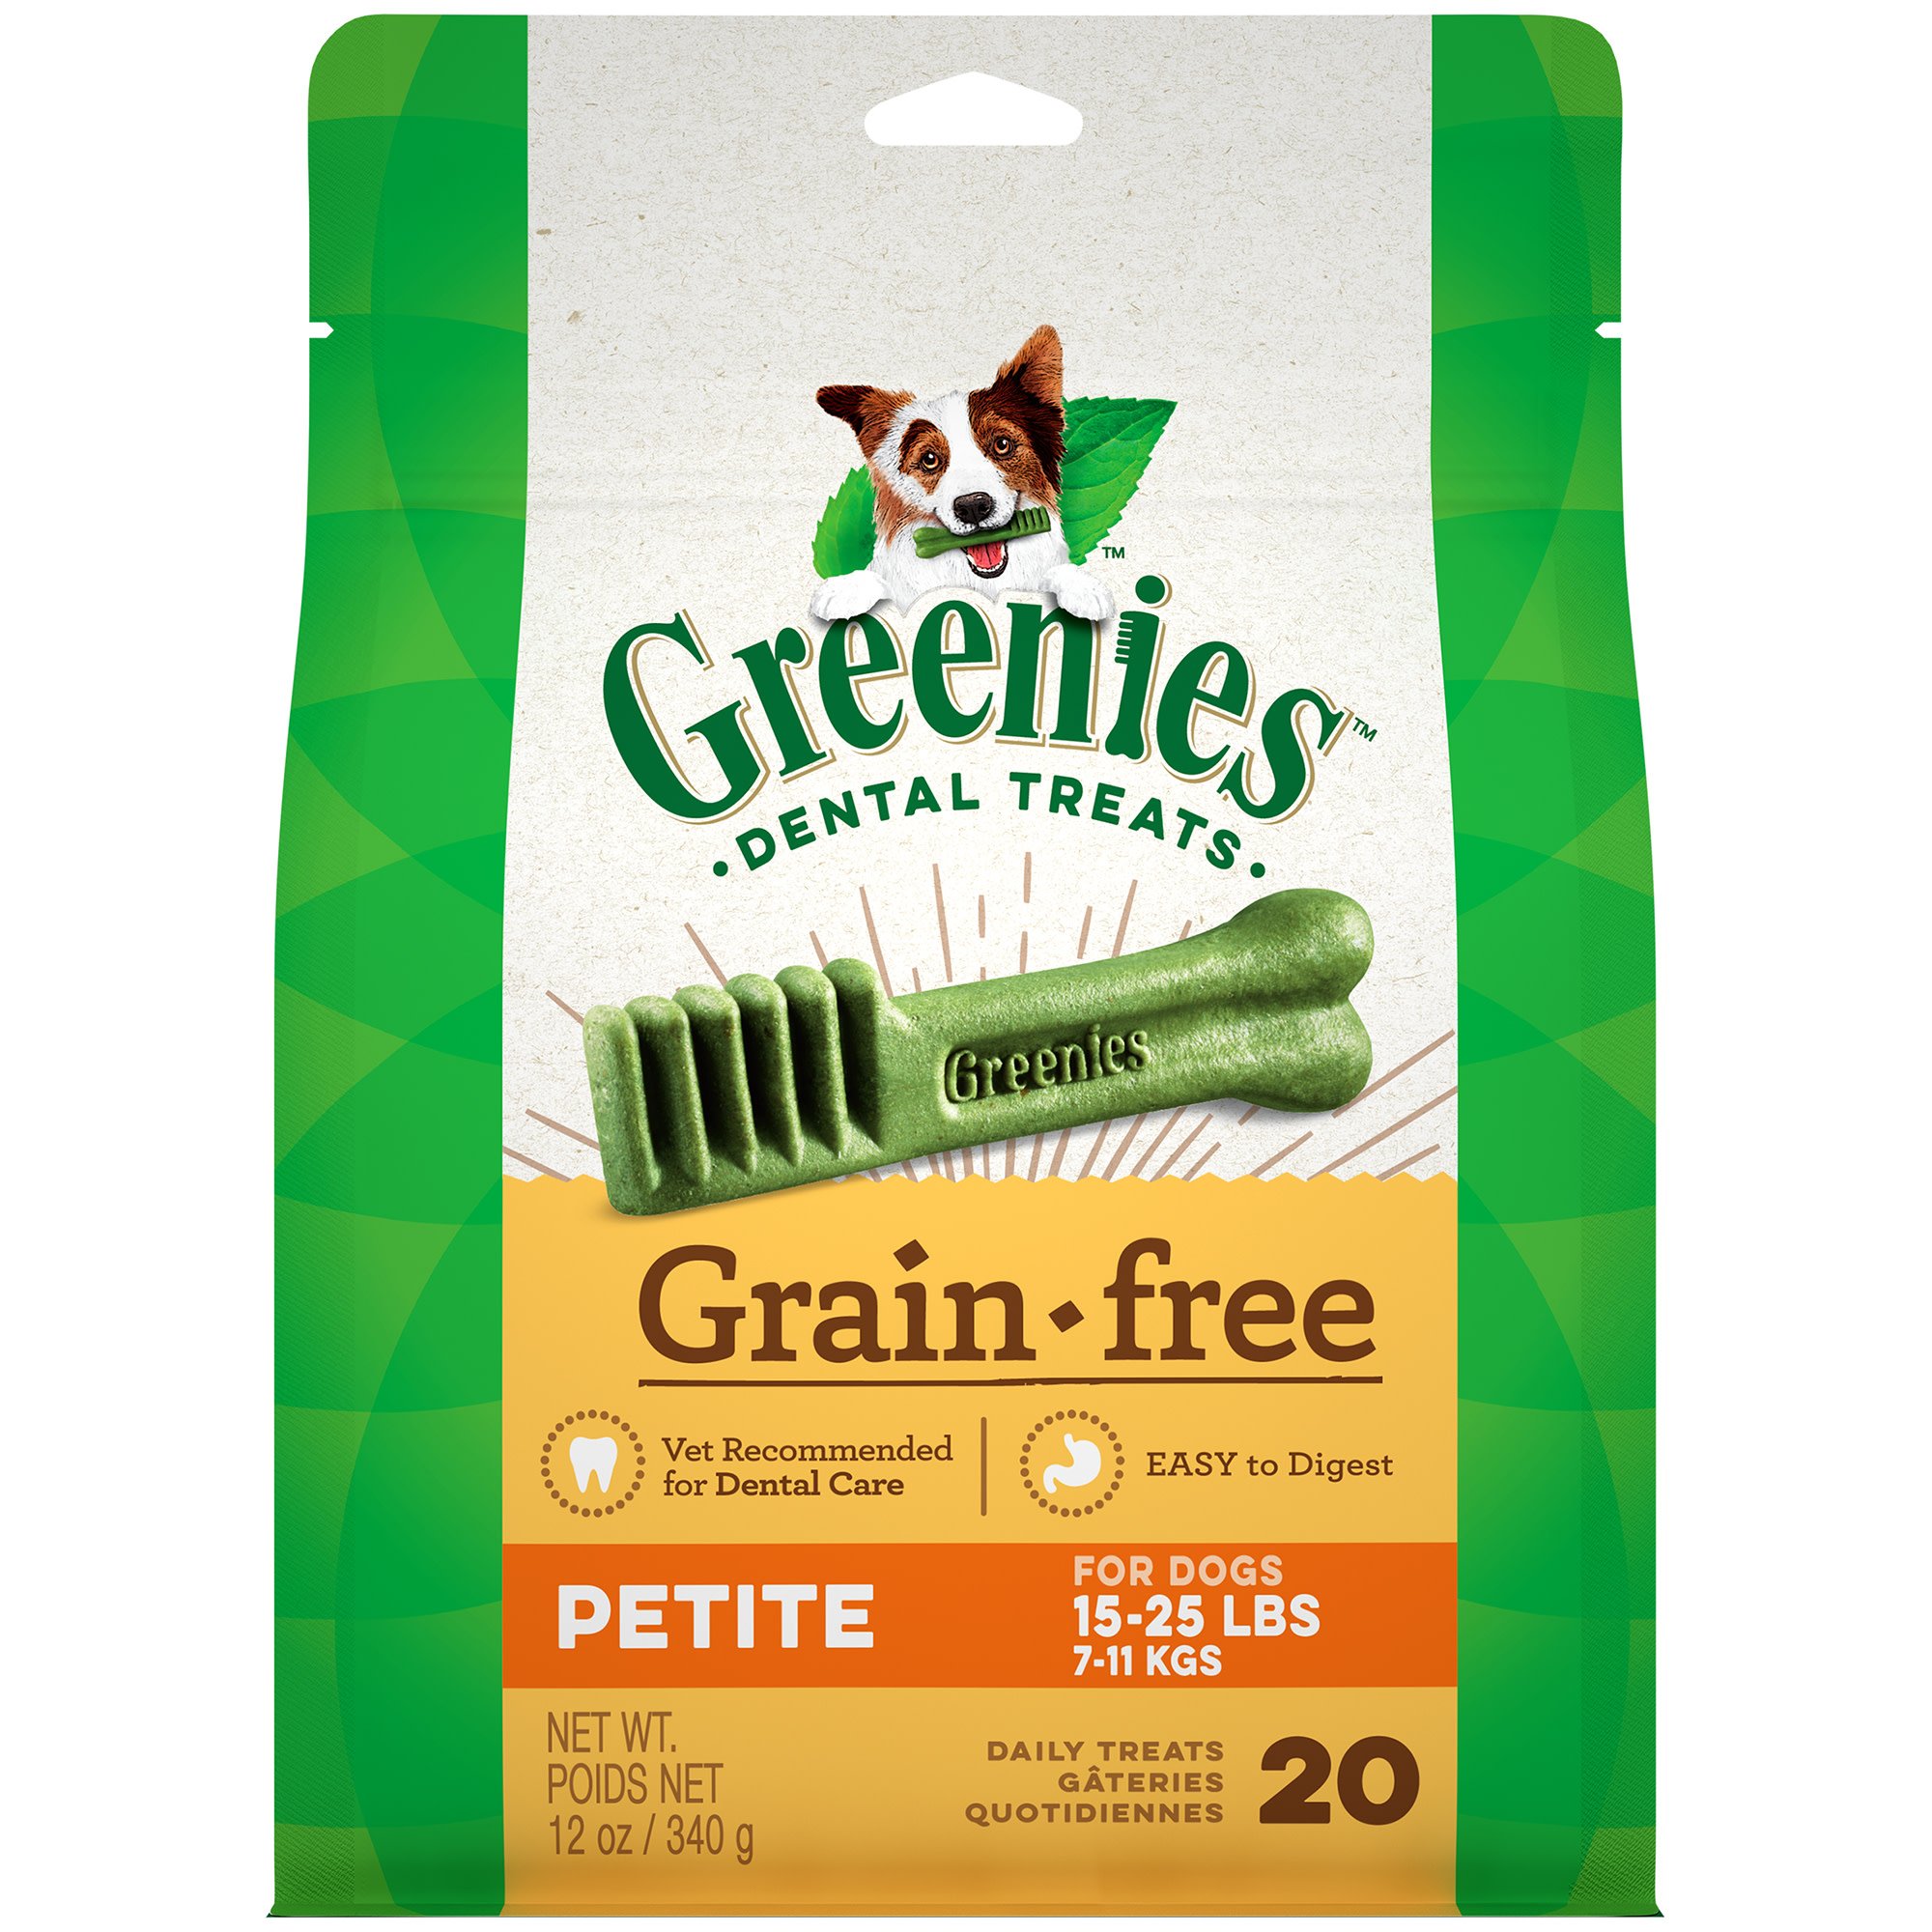 ™
Greenies™
• DENTAL TREATS •
Greenies
Grain•free
Vet Recommended
for Dental Care
EASY to Digest
PETITE
FOR DOGS
15-25 LBS
7-11 KGS
NET WT.
POIDS NET
12 oz / 340 g
DAILY TREATS
GÂTERIES
QUOTIDIENNES
20